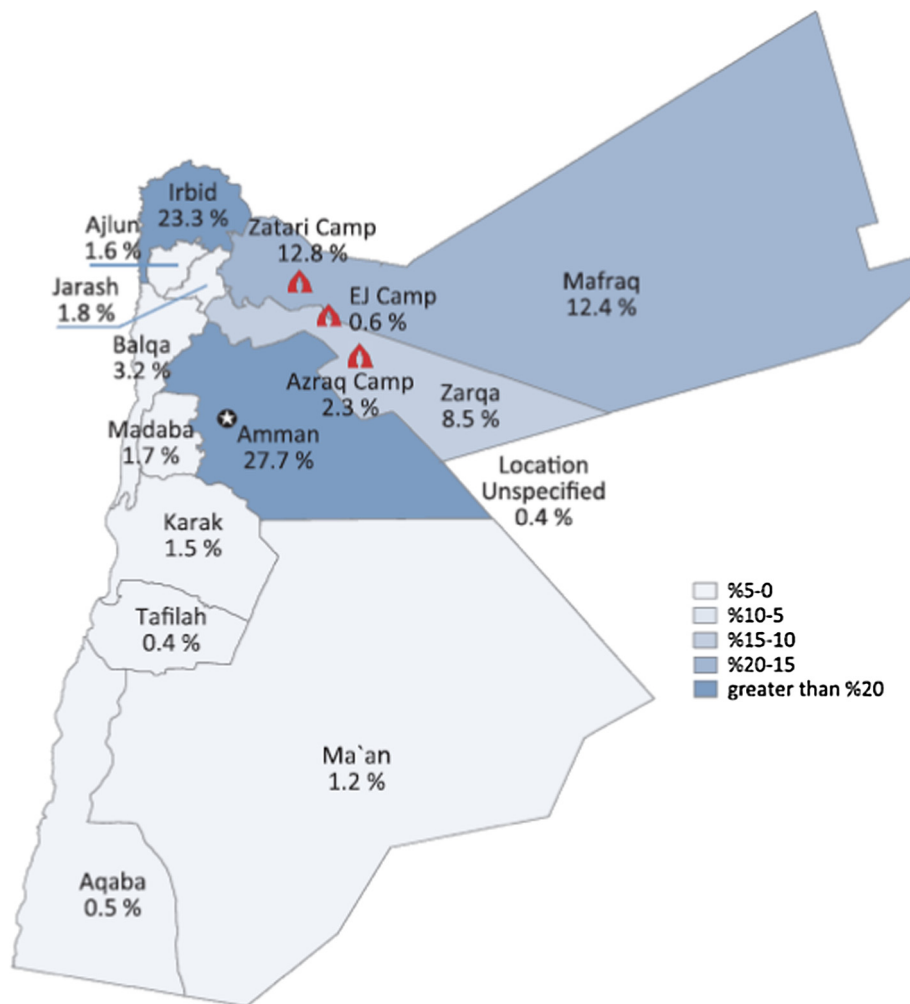 Irbid
23.3 %
Ajlun
1.6 %
Zatari Camp
12.8 %
Jarash
1.8 %
EJ Camp
0.6 %
Mafraq
12.4 %
Balqa
3.2 %
Azraq Camp
2.3 %
Zarqa
8.5 %
Madaba
1.7 %
Amman
27.7 %
Location
Unspecified
0.4 %
Karak
1.5 %
Tafilah
0.4 %
%5-0
%10-5
%15-10
%20-15
greater than %20
Ma`an
1.2 %
Aqaba
0.5 %